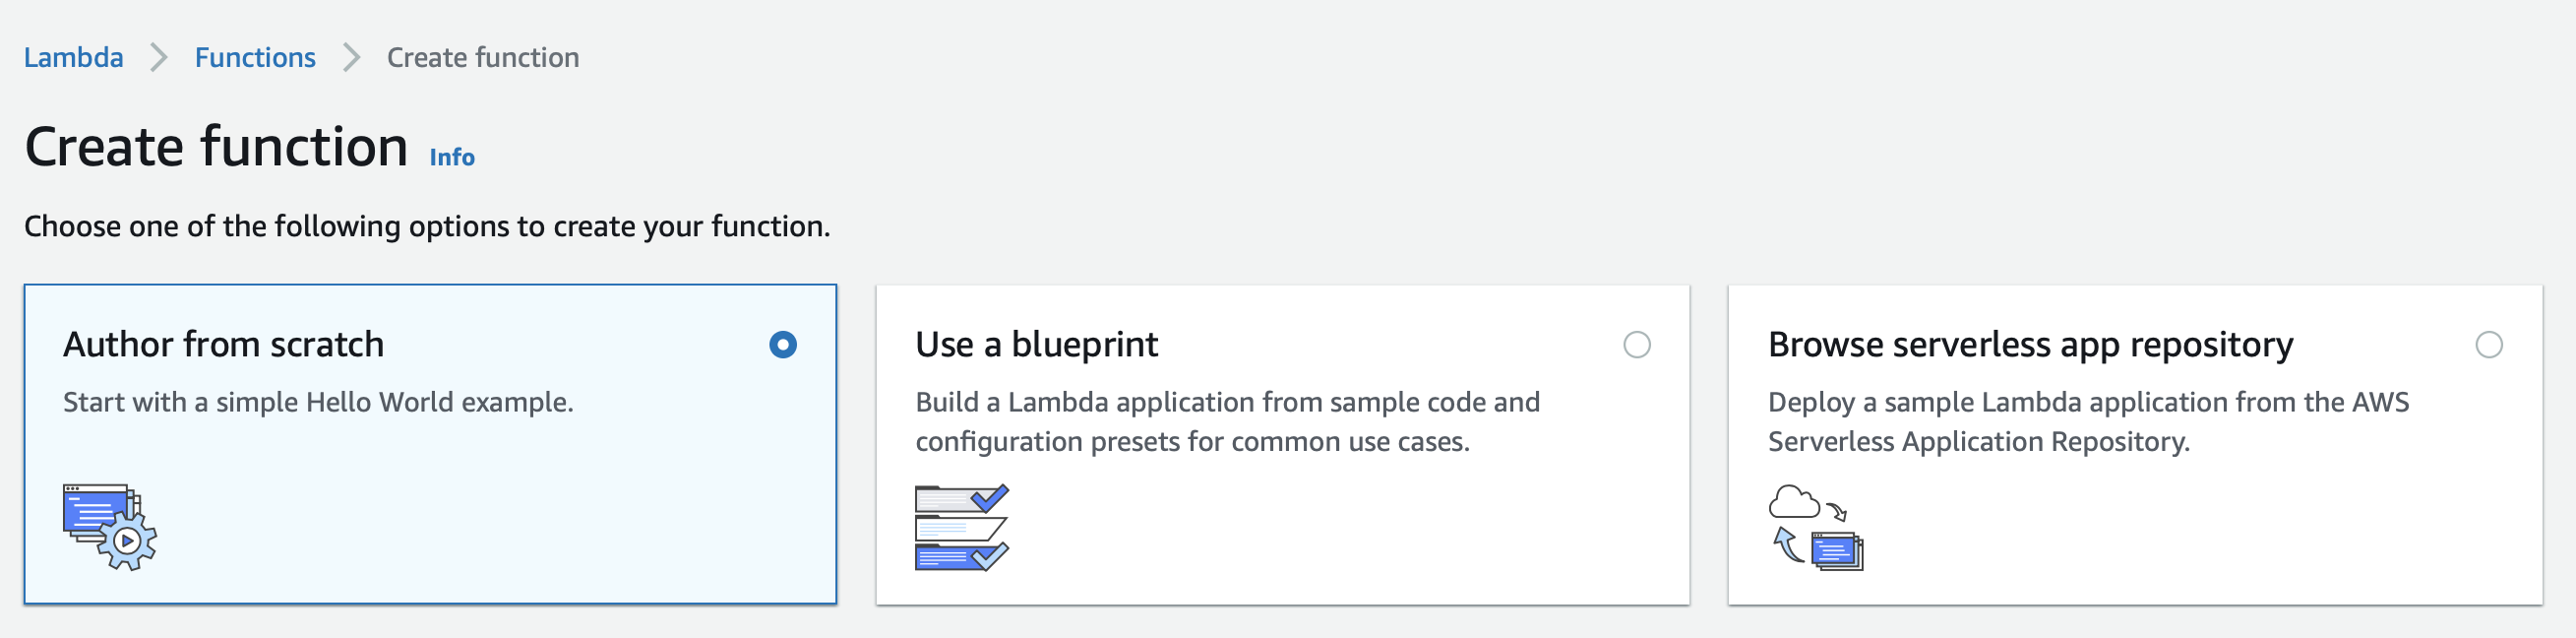 Lambda
Functions
Create function
Create function
Info
Choose one of the following options to create your function.
Author from scratch
Start with a simple Hello World example.
Use a blueprint
Build a Lambda application from sample code and
configuration presets for common use cases.
Browse serverless app repository
Deploy a sample Lambda application from the AWS
Serverless Application Repository.